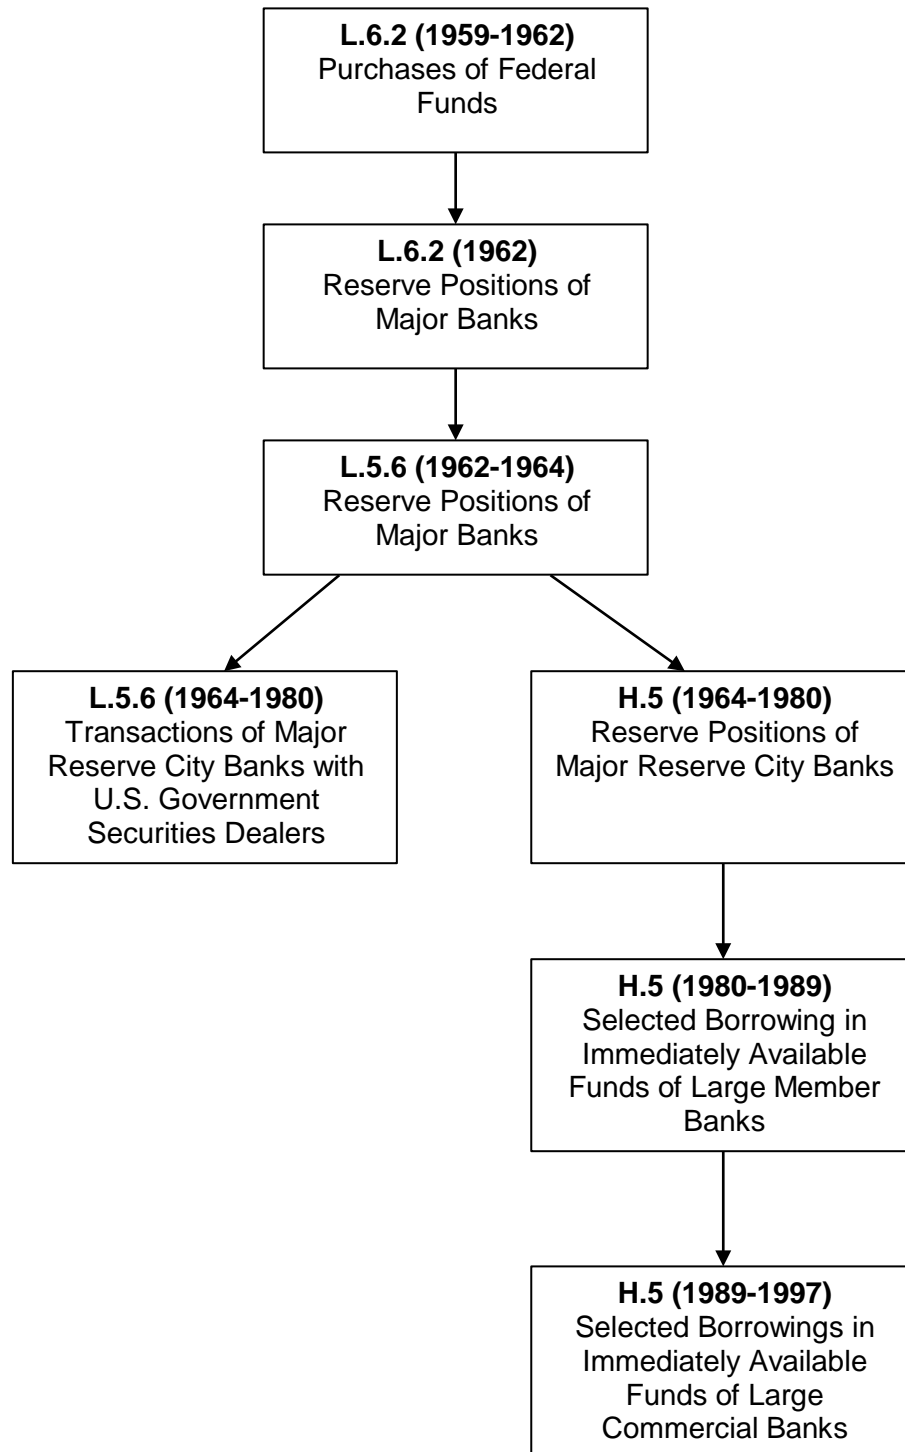 L.6.2 (1959-1962)
Purchases of Federal
Funds
L.6.2 (1962)
Reserve Positions of
Major Banks
L.5.6 (1962-1964)
Reserve Positions of
Major Banks
L.5.6 (1964-1980)
Transactions of Major
Reserve City Banks with
U.S. Government
Securities Dealers
H.5 (1964-1980)
Reserve Positions of
Major Reserve City Banks
H.5 (1980-1989)
Selected Borrowing in
Immediately Available
Funds of Large Member
Banks
H.5 (1989-1997)
Selected Borrowings in
Immediately Available
Funds of Large
Commercial Banks